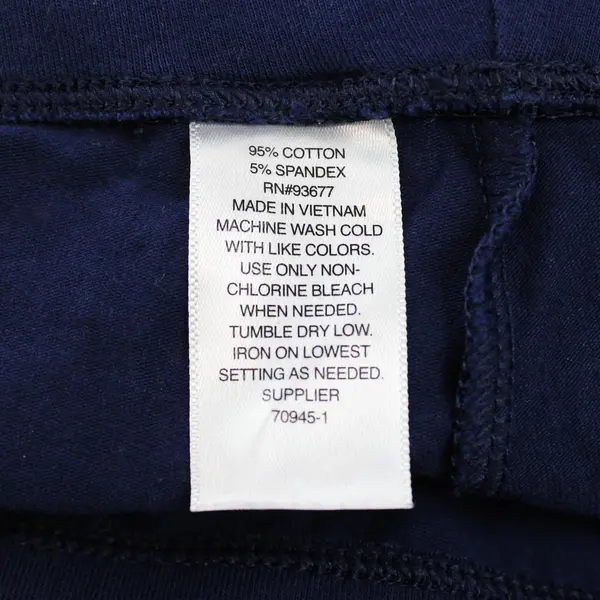 95% COTTON
5% SPANDEX
RN#93677
MADE IN VIETNAM
MACHINE WASH COLD
WITH LIKE COLORS.
USE ONLY NON-
CHLORINE BLEACH
WHEN NEEDED.
TUMBLE DRY LOW.
IRON ON LOWEST
SETTING AS NEEDED.
SUPPLIER
70945-1